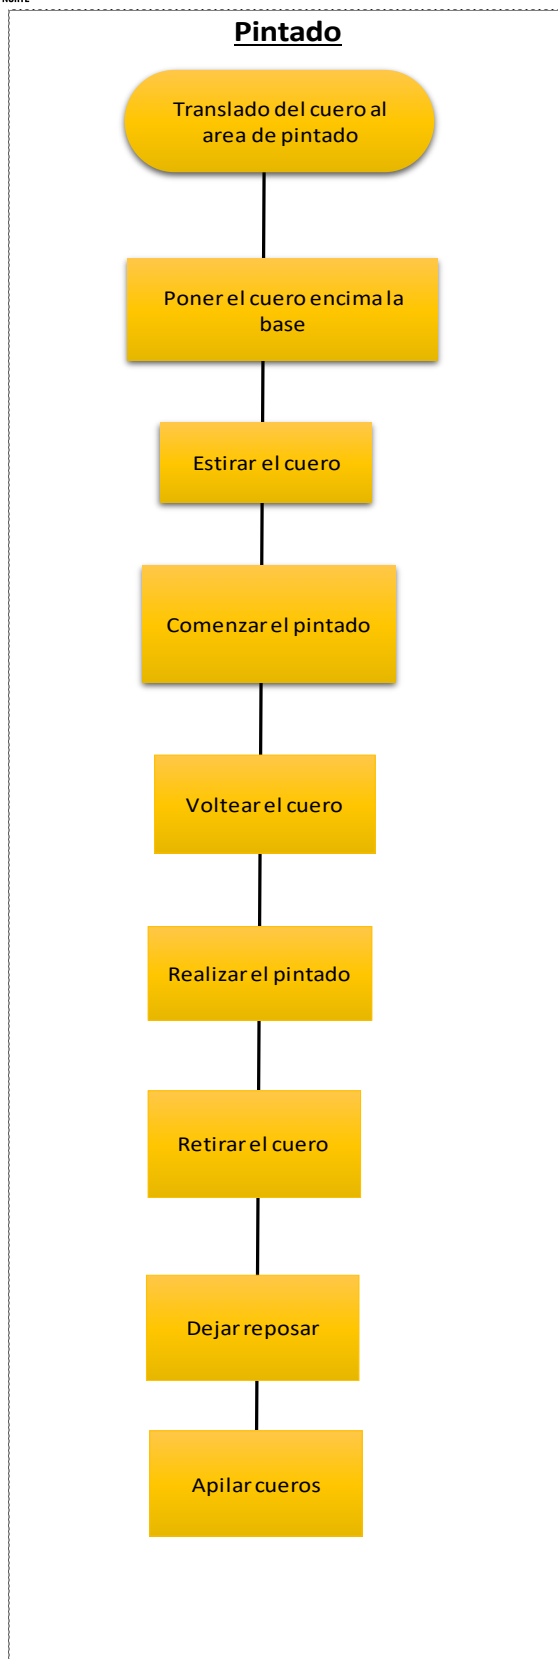 Pintado
Translado del cuero al
area de pintado
Poner el cuero encima la
base
Estirar el cuero
Comenzar el pintado
Voltear el cuero
Realizar el pintado
Retirar el cuero
Dejar reposar
Apilar cueros